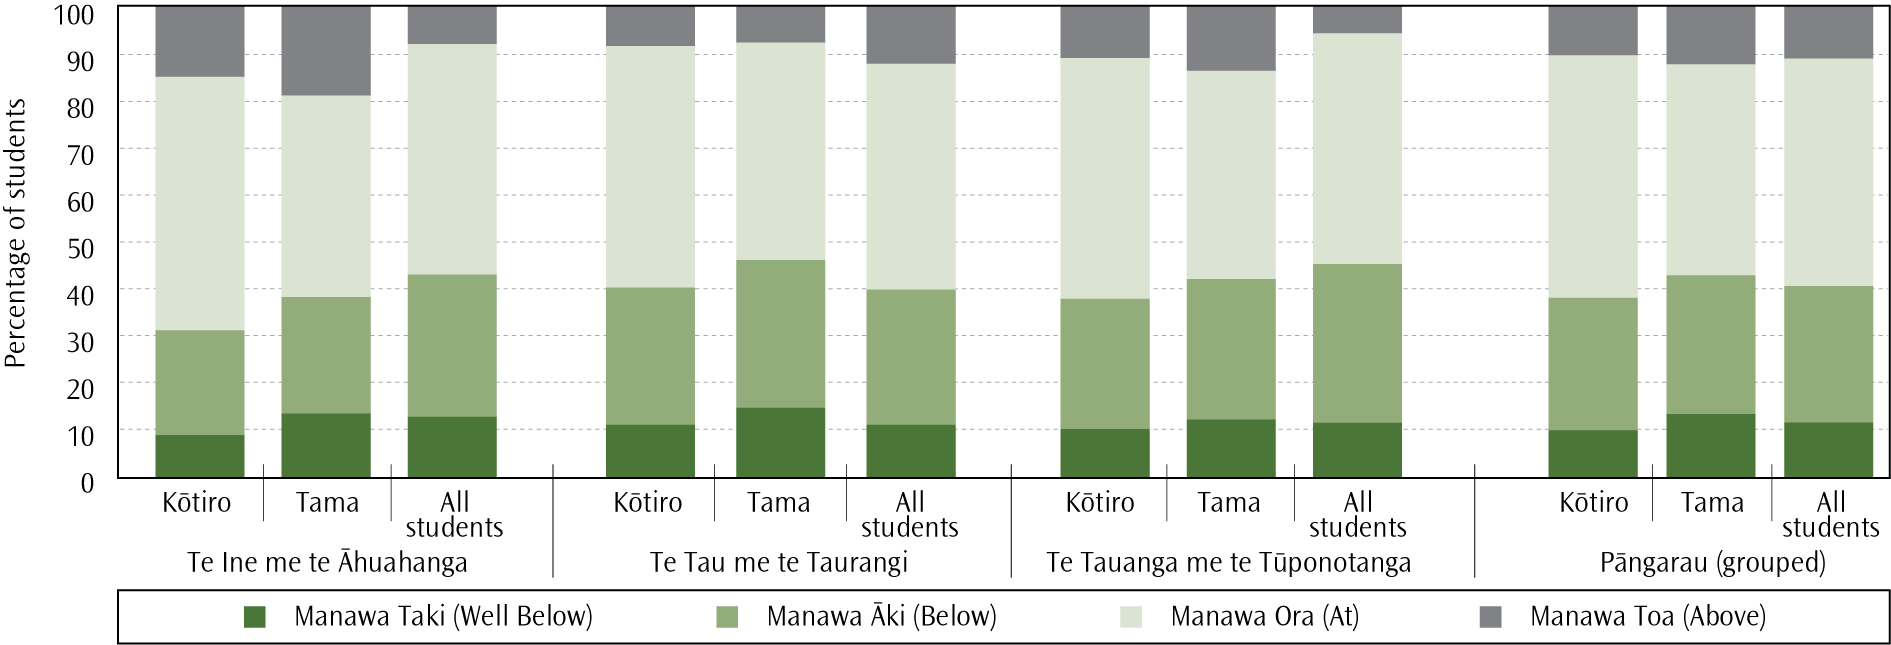 Percentage of students
100
90
80
70
60
50
40
30
20
10
0
Kōtiro Tama All students Kōtiro Tama All students Kōtiro Tama All students Kōtiro Tama All students
Te Ine me te Āhuahanga Te Tau me te Taurangi Te Tauanga me te Tūponotanga Pāngarau (grouped)
Manawa Taki (Well Below) Manawa Āki (Below) Manawa Ora (At) Manawa Toa (Above)